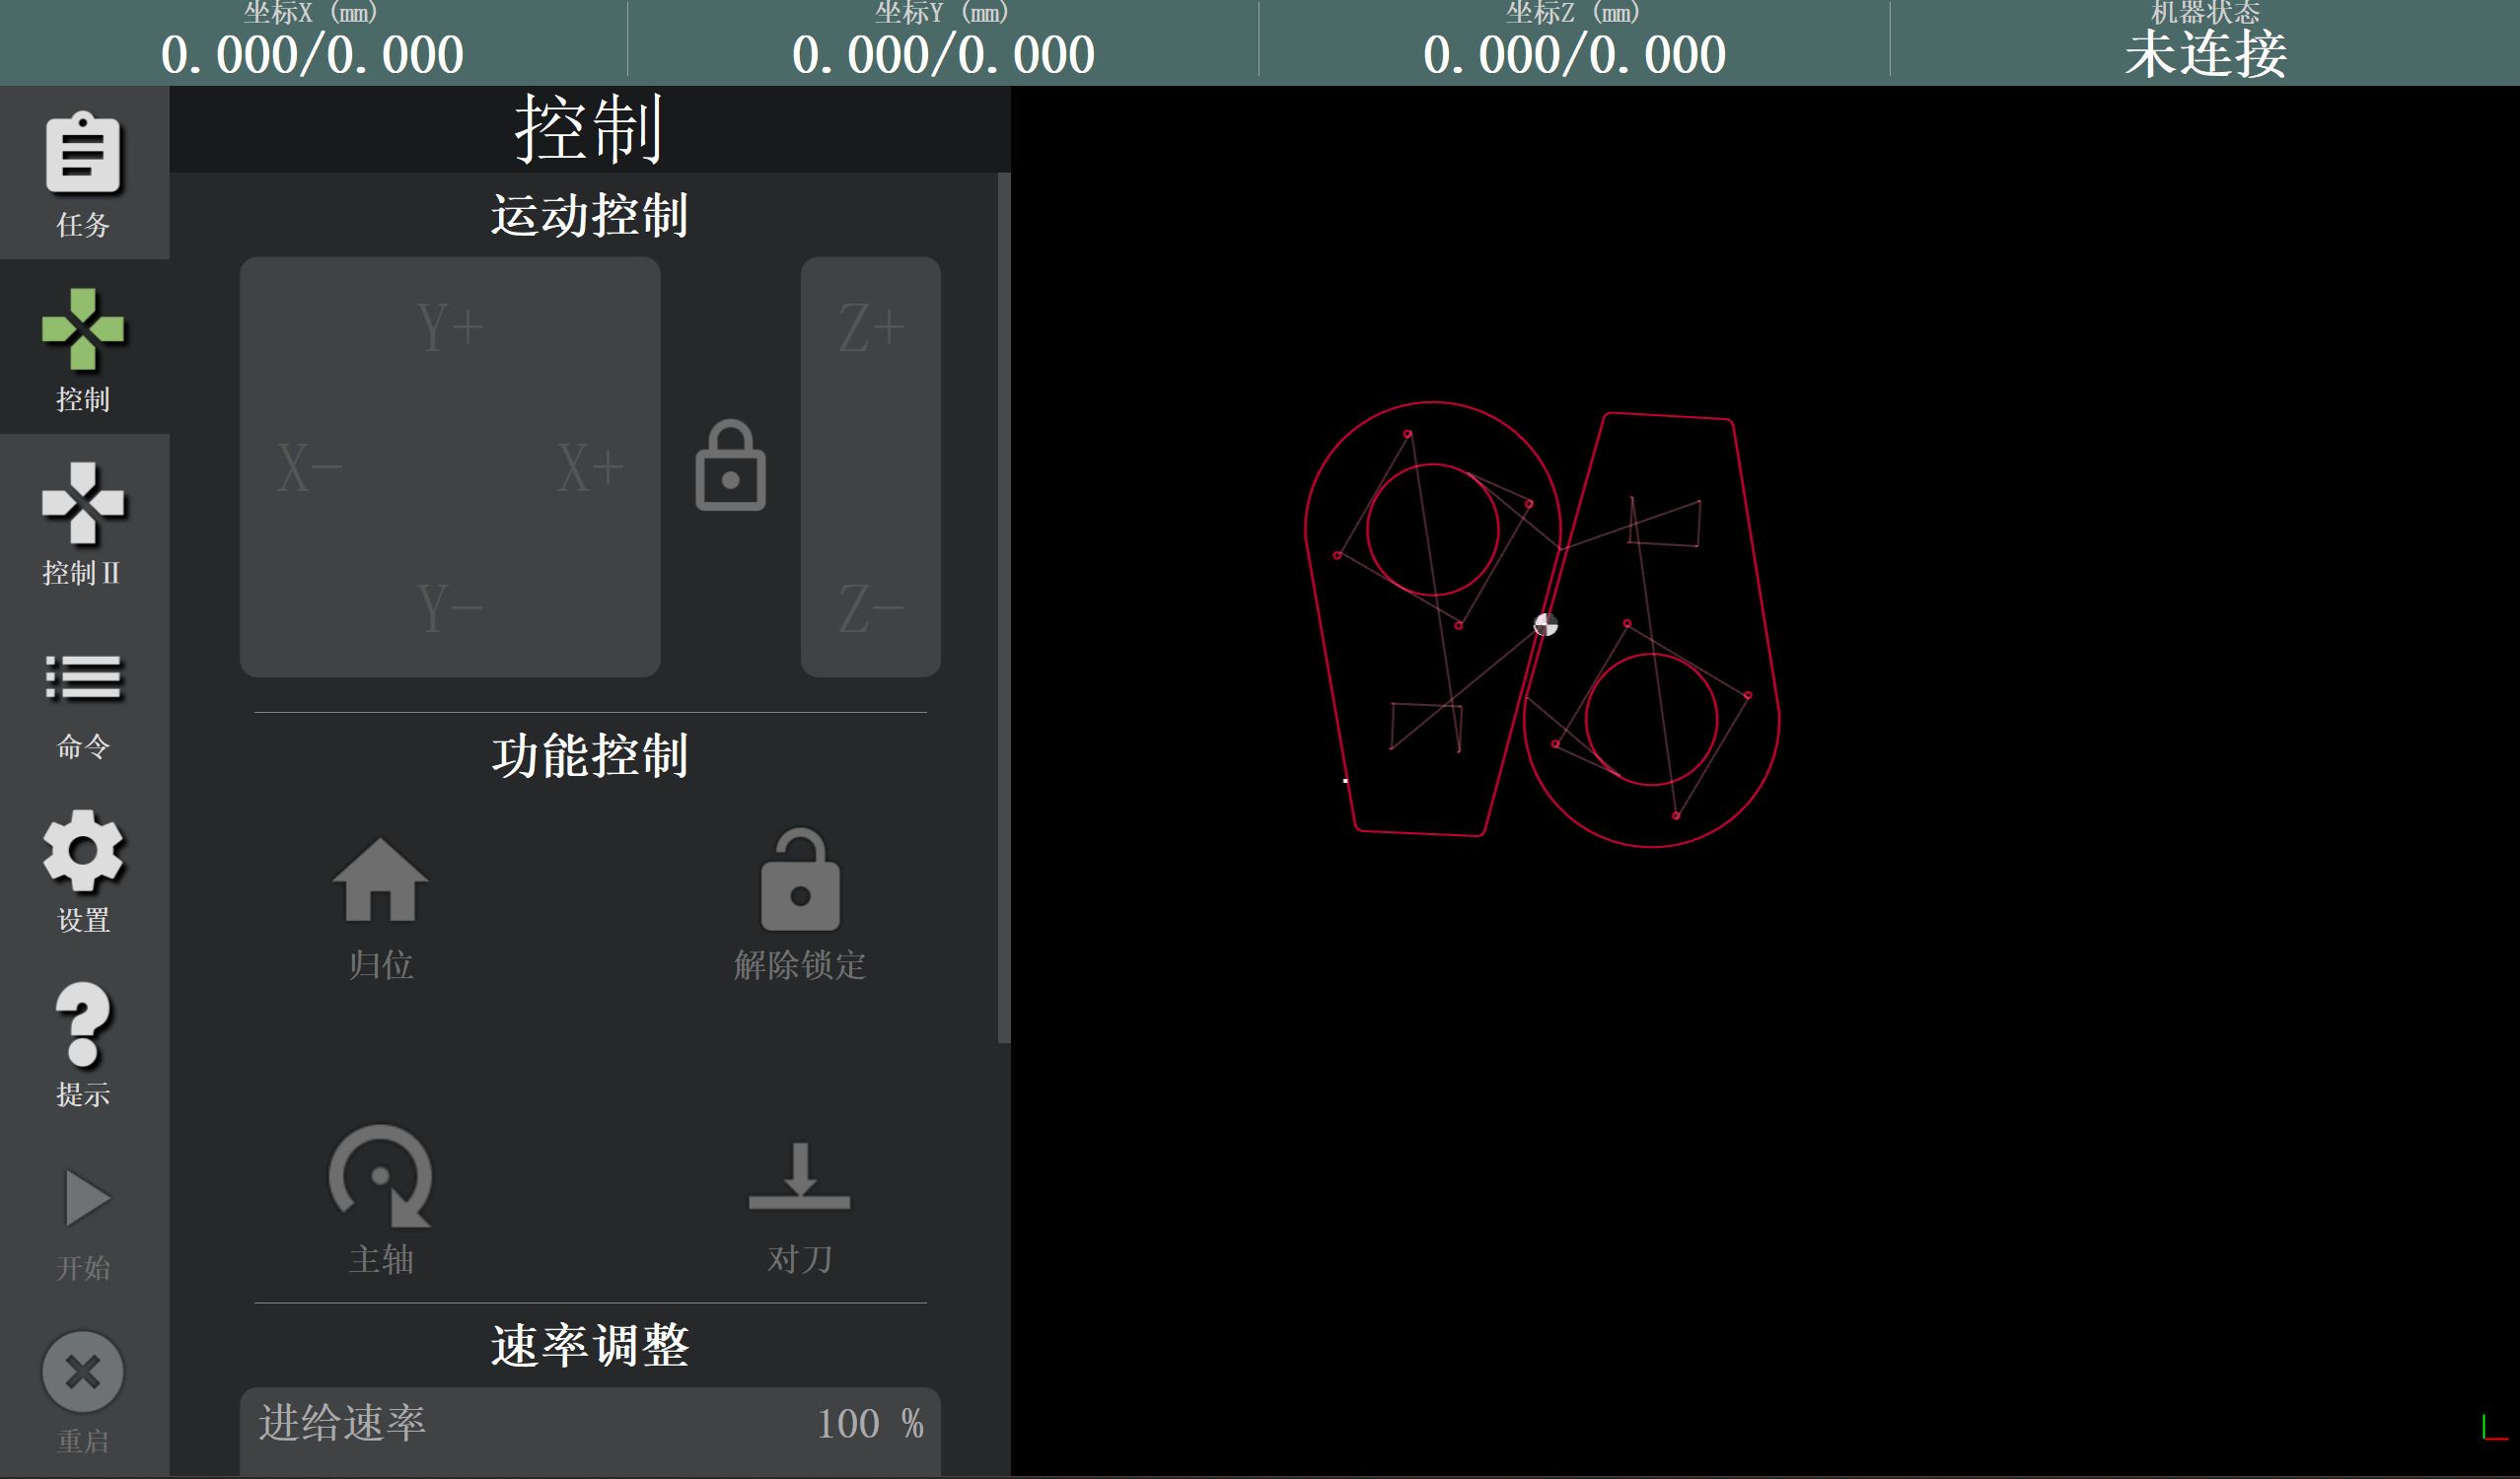 坐标X (mm)
0.000/0.000
坐标Y (mm)
0.000/0.000
坐标Z (mm)
0.000/0.000
机器状态
未连接
任务
控制
控制Ⅱ
命令
设置
提示
开始
重启
控制
运动控制
Y+
X-
X+
Y-
Z+
Z-
功能控制
归位
解除锁定
主轴
对刀
速率调整
进给速率
100 %